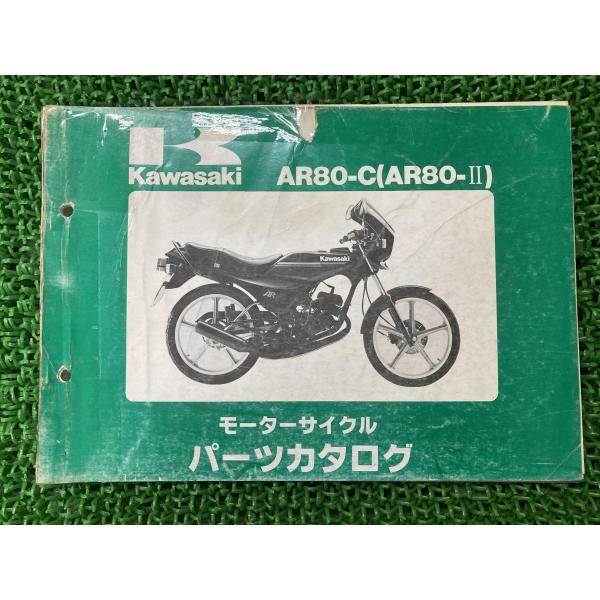 Kawasaki
AR80-C(AR80-Ⅱ)
Kawasaki
AR
モーターサイクル
パーツカタログ